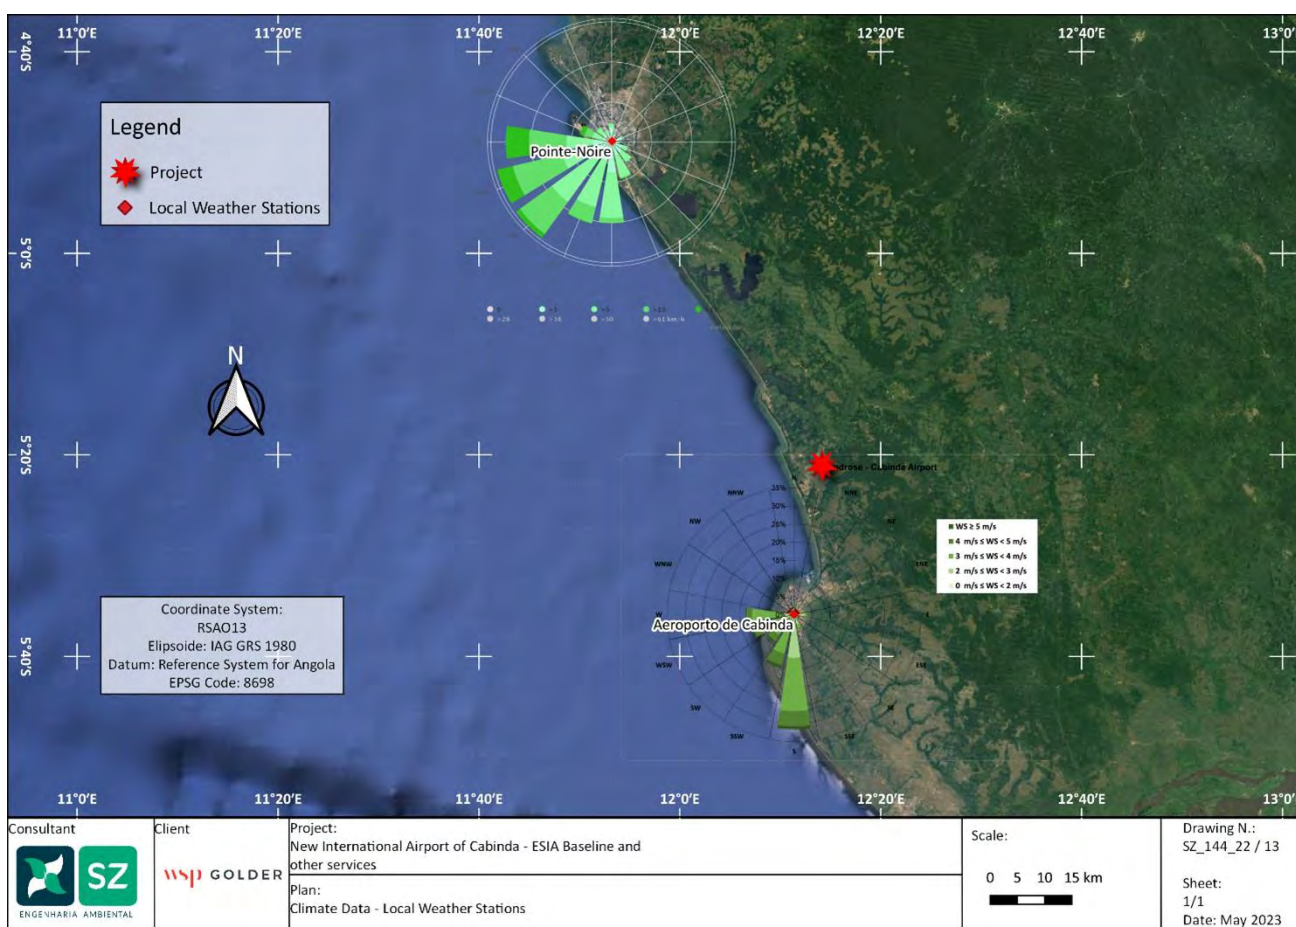 11°0'E 11°20'E 11°40'E 12°0'E 12°20'E 12°40'E 13°0'
4°40'S
5°0'S
5°20'S
5°40'S
Legend
Project
Local Weather Stations
Pointe-Noire
N
Cabinda Airport
NNW
NNE
NW
NE
WNW
ENE
W
WSW
ESE
SW
SE
SSW
SSE
S
35%
30%
25%
20%
15%
10%
WS ≥ 5 m/s
4 m/s ≤ WS < 5 m/s
3 m/s ≤ WS < 4 m/s
2 m/s ≤ WS < 3 m/s
0 m/s ≤ WS < 2 m/s
Aeroporto de Cabinda
Coordinate System:
RSAO13
Elipsoide: IAG GRS 1980
Datum: Reference System for Angola
EPSG Code: 8698
11°0'E 11°20'E 11°40'E 12°0'E 12°20'E 12°40'E 13°0
Consultant
SZ
ENGENHARIA AMBIENTAL
Client
wsp GOLDER
Project:
New International Airport of Cabinda - ESIA Baseline and
other services
Plan:
Climate Data - Local Weather Stations
Scale:
0 5 10 15 km
Drawing N.:
SZ_144_22 / 13
Sheet:
1/1
Date: May 2023